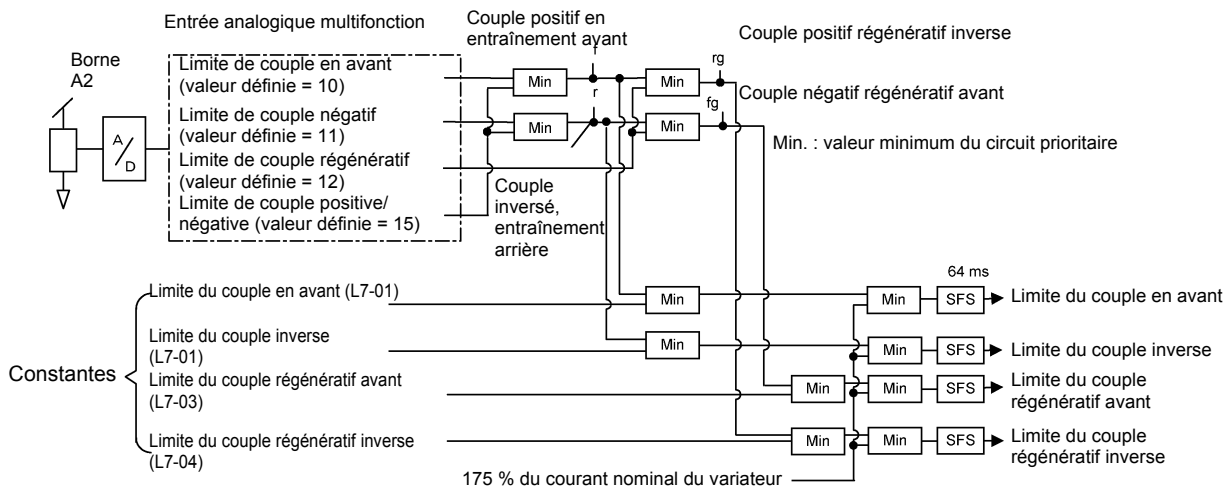 Entrée analogique multifonction
Couple positif en
entraînement avant
f
Couple positif régénératif inverse
Borne
A2
A
D
Limite de couple en avant
(valeur définie = 10)
Min
Min
rg
Limite de couple négatif
(valeur définie = 11)
r
Min
Min
fg
Couple négatif régénératif avant
Min. : valeur minimum du circuit prioritaire
Limite de couple régénératif
(valeur définie = 12)
Limite de couple positive/
négative (valeur définie = 15)
Couple
inversé,
entraînement
arrière
Constantes
Limite du couple en avant (L7-01)
Min
Min
64 ms
SFS
Limite du couple en avant
Limite du couple inverse
(L7-01)
Min
Min
SFS
Limite du couple inverse
Limite du couple régénératif avant
(L7-03)
Min
Min
SFS
Limite du couple
régénératif avant
Limite du couple régénératif inverse
(L7-04)
Min
Min
SFS
Limite du couple
régénératif inverse
175 % du courant nominal du variateur